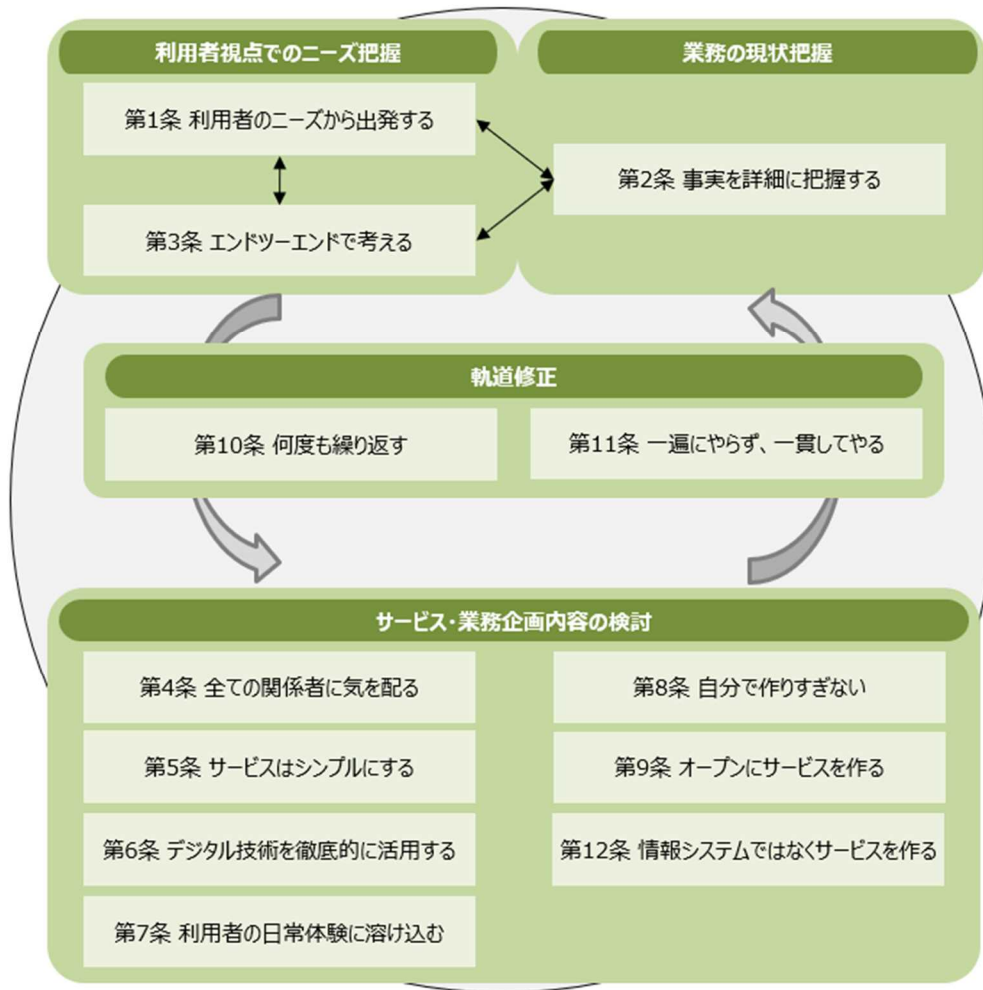 利用者視点でのニーズ把握
第1条 利用者のニーズから出発する
第3条 エンドツーエンドで考える
業務の現状把握
第2条 事実を詳細に把握する
軌道修正
第10条 何度も繰り返す
第11条 一遍にやらず、一貫してやる
サービス・業務企画内容の検討
第4条 全ての関係者に気を配る
第5条 サービスはシンプルにする
第6条 デジタル技術を徹底的に活用する
第7条 利用者の日常体験に溶け込む
第8条 自分で作りすぎない
第9条 オープンにサービスを作る
第12条 情報システムではなくサービスを作る